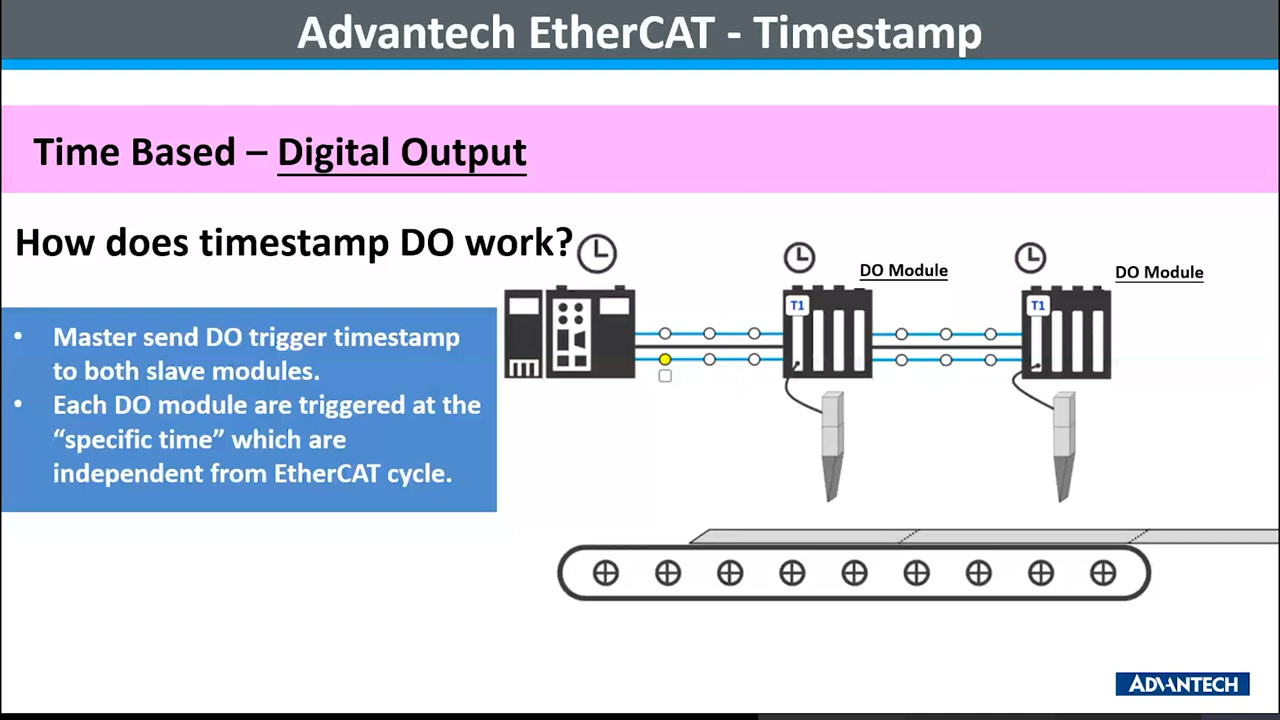 Advantech EtherCAT - Timestamp
Time Based – Digital Output
How does timestamp DO work?
• Master send DO trigger timestamp
to both slave modules.
• Each DO module are triggered at the
“specific time” which are
independent from EtherCAT cycle.
DO Module
DO Module
T1
T1
ADVANTECH